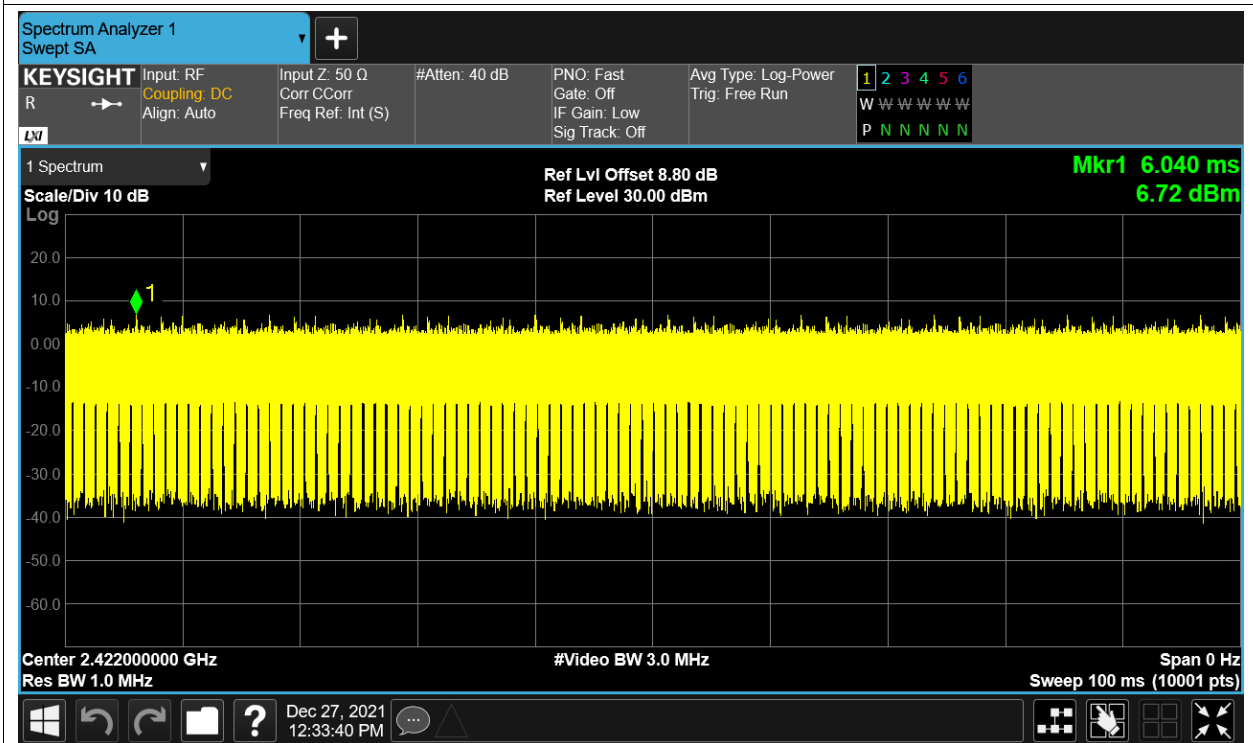 Spectrum Analyzer 1
Swept SA
KEYSIGHT
R
LXI
Input: RF
Coupling: DC
Align: Auto
Input Z: 50 Ω
Corr CCorr
Freq Ref: Int (S)
#Atten: 40 dB
PNO: Fast
Gate: Off
IF Gain: Low
Sig Track: Off
Avg Type: Log-Power
Trig: Free Run
1 2 3 4 5 6
W W W W W W
P N N N N N
1 Spectrum
Scale/Div 10 dB
Ref Lvl Offset 8.80 dB
Ref Level 30.00 dBm
Mkr1 6.040 ms
6.72 dBm
Log
20.0
10.0
1
0.00
-10.0
-20.0
-30.0
-40.0
-50.0
-60.0
Center 2.422000000 GHz
#Video BW 3.0 MHz
Span 0 Hz
Res BW 1.0 MHz
Sweep 100 ms (10001 pts)
?
Dec 27, 2021
12:33:40 PM